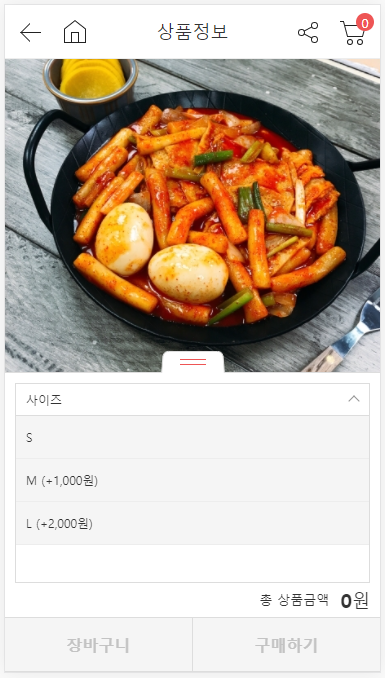 상품정보
0
사이즈
S
M (+1,000원)
L (+2,000원)
총 상품금액 0원
장바구니 구매하기